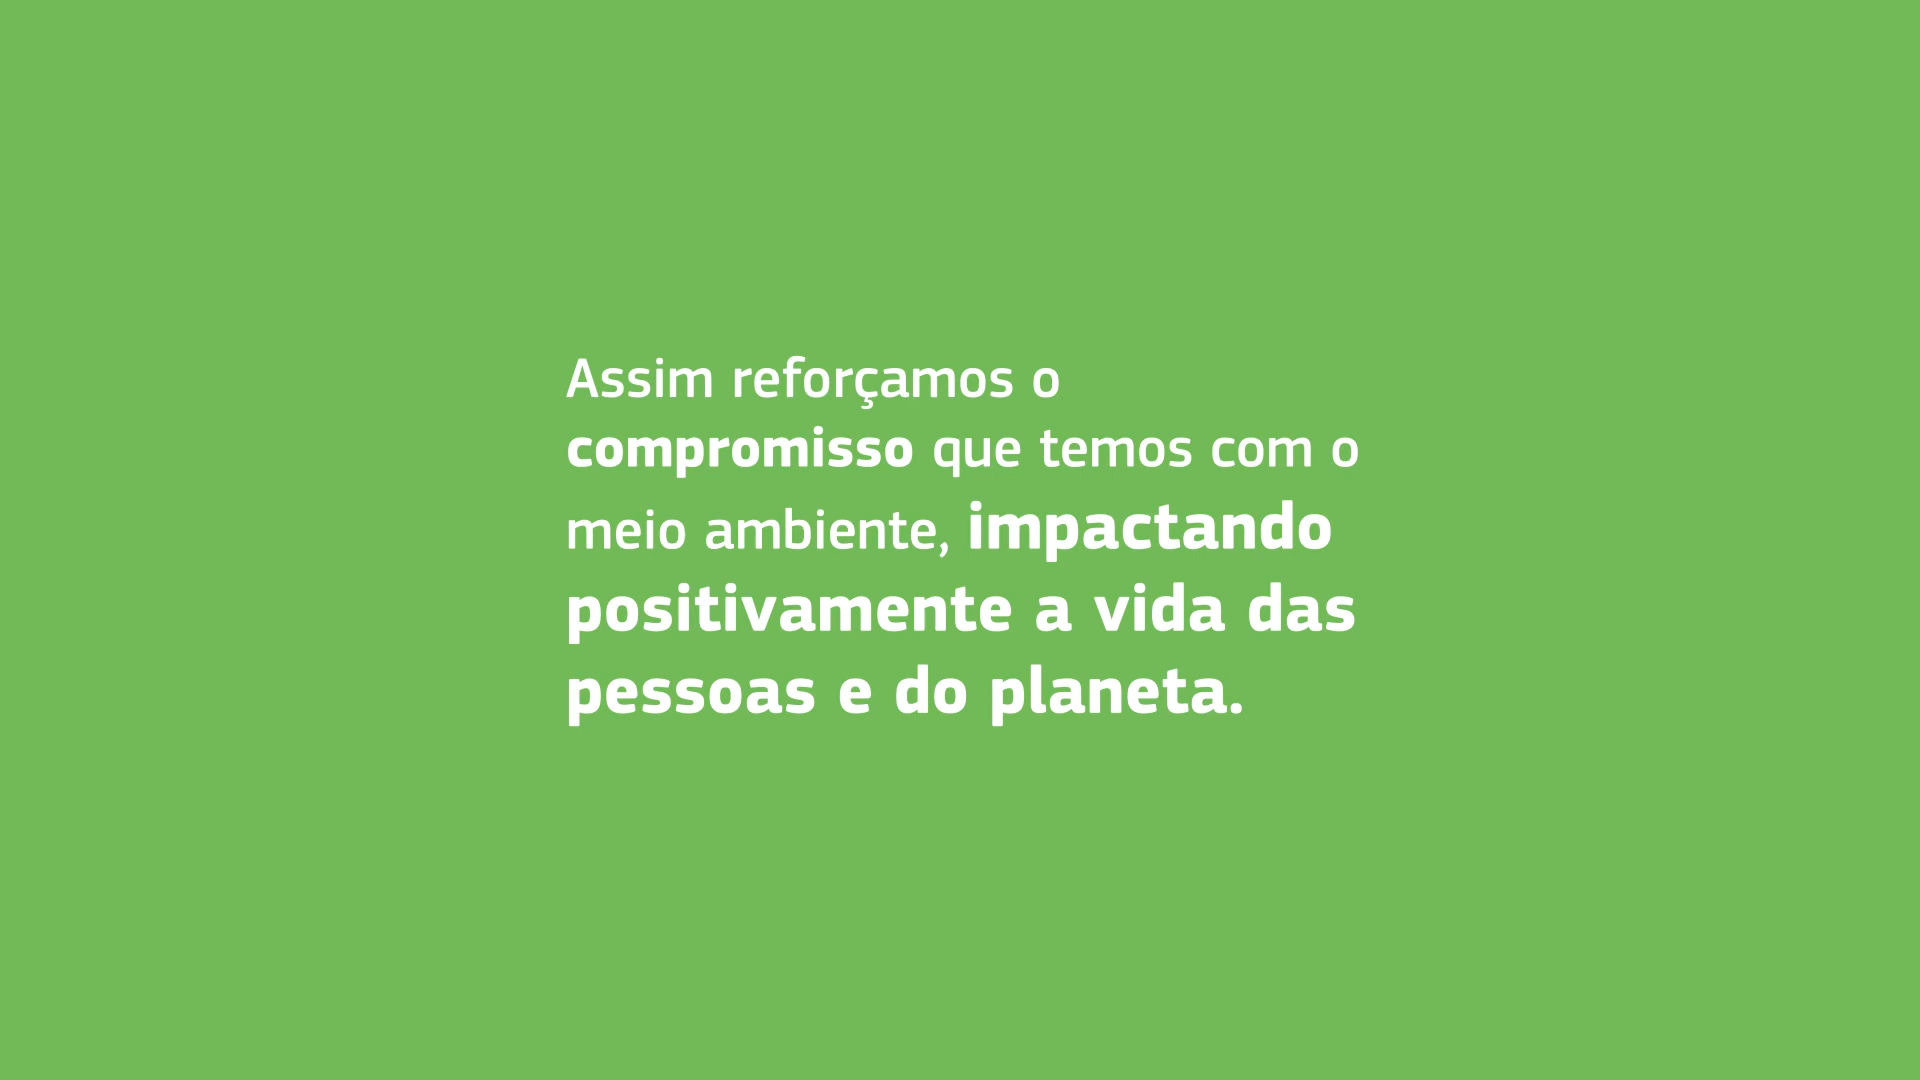 Assim reforçamos o
compromisso que temos com o
meio ambiente, impactando
positivamente a vida das
pessoas e do planeta.